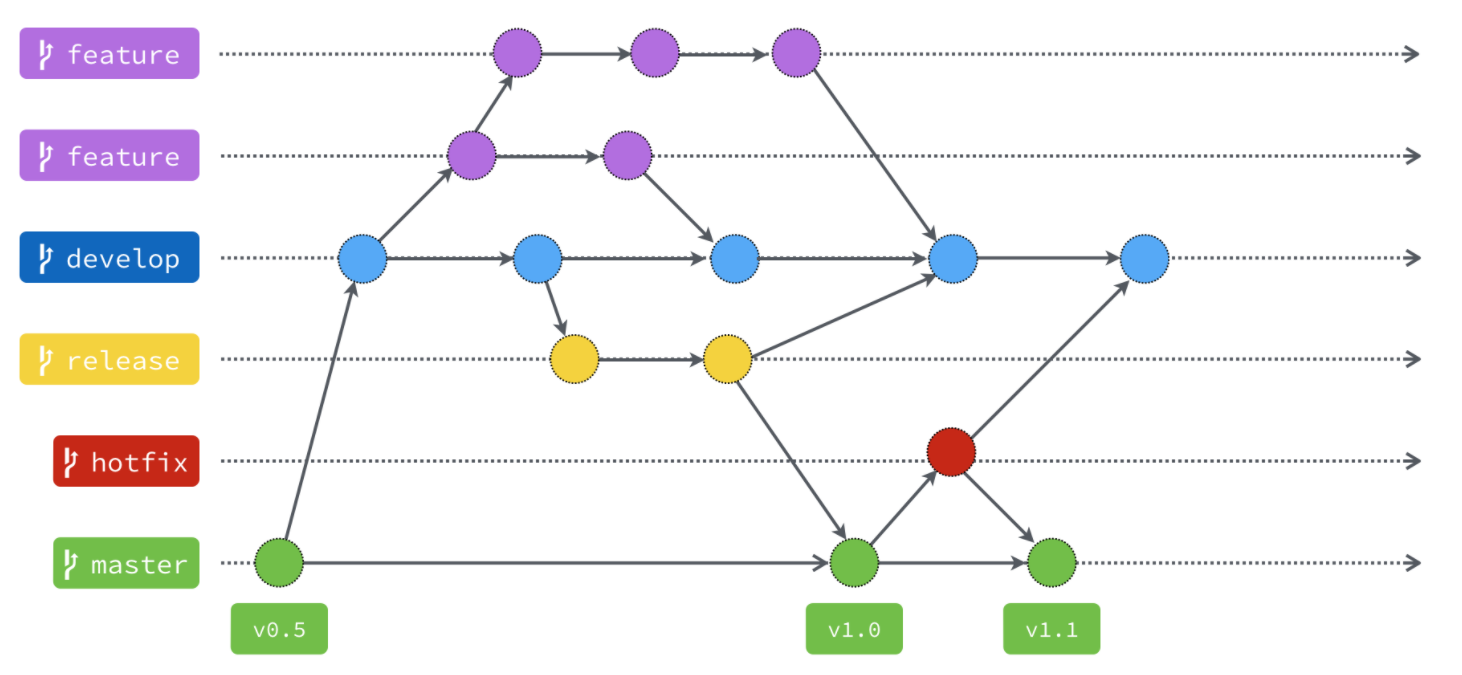 feature
feature
develop
release
hotfix
master
v0.5
v1.0
v1.1